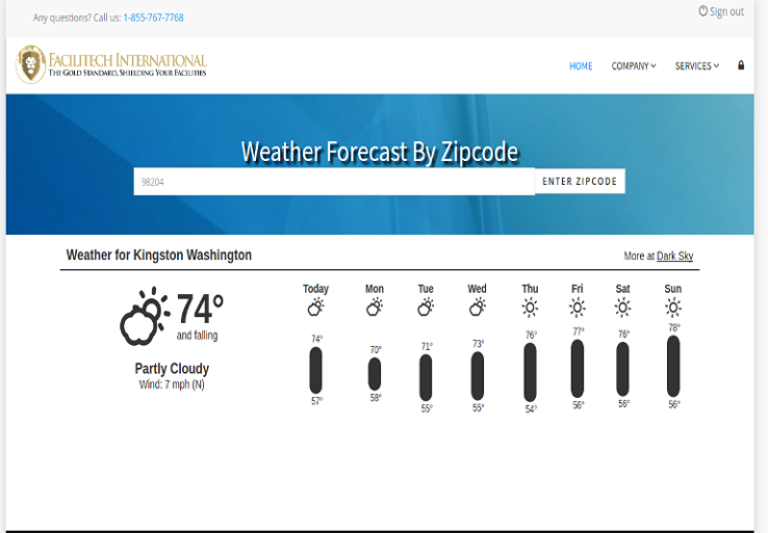 Any questions? Call us: 1-855-767-7768
Sign out
FACILITECH INTERNATIONAL
THE GOLD STANDARD, SHIELDING YOUR FACILITIES
HOME COMPANY SERVICES
Weather Forecast By Zipcode
98204 ENTER ZIPCODE
Weather for Kingston Washington
More at Dark Sky
74°
and falling
Partly Cloudy
Wind: 7 mph (N)
Today Mon Tue Wed Thu Fri Sat Sun
74° 70° 71° 73° 76° 77° 76° 78°
57° 58° 55° 55° 54° 56° 56° 56°